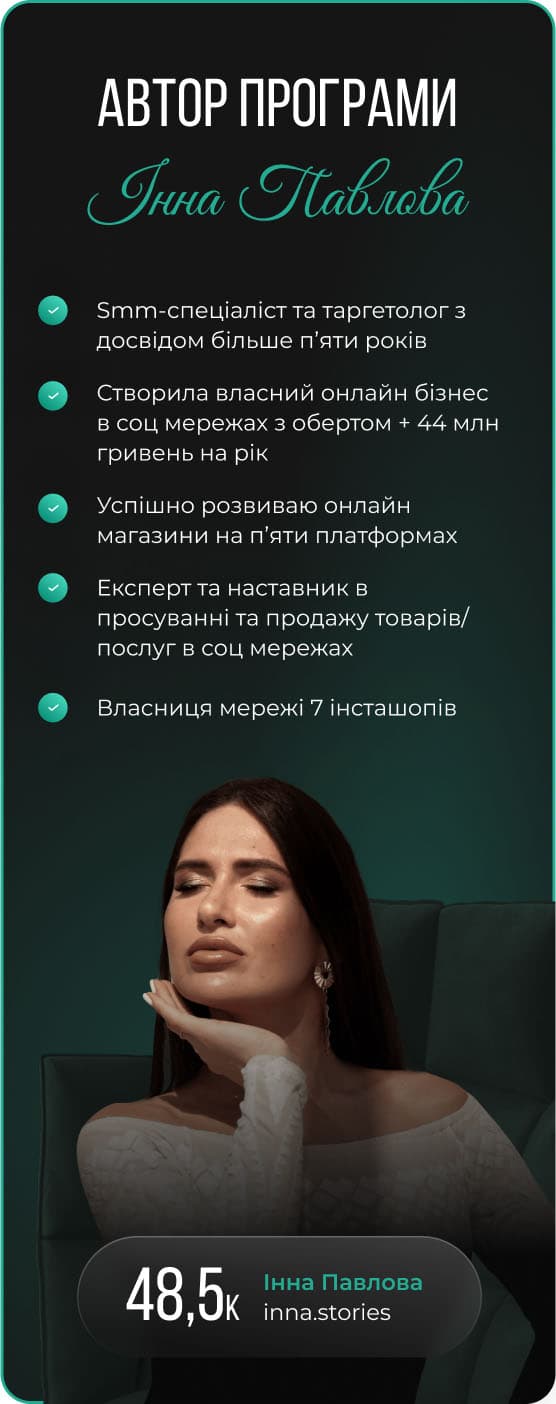 АВТОР ПРОГРАМИ
Інна Павлова
Smm-спеціаліст та таргетолог з
досвідом більше п’яти років
Створила власний онлайн бізнес
в соц мережах з обертом + 44 млн
гривень на рік
Успішно розвиваю онлайн
магазини на п’яти платформах
Експерт та наставник в
просуванні та продажу товарів/
послуг в соц мережах
Власниця мережі 7 інсташопів
48,5к Інна Павлова
inna.stories